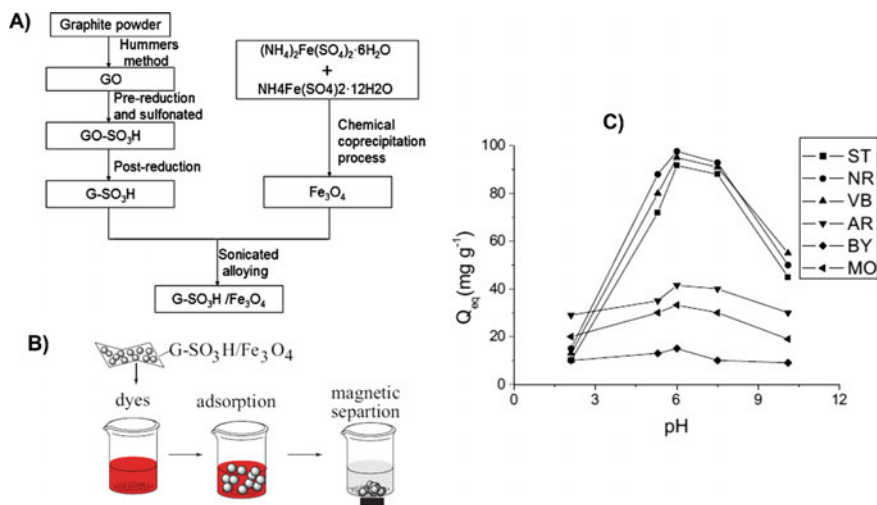 A)
Graphite powder
Hummers
method
GO
Pre-reduction
and sulfonated
GO-SO₃H
Post-reduction
G-SO₃H
(NH₄)₂Fe(SO₄)₂·6H₂O
+
NH4Fe(SO4)2·12H2O
Chemical
coprecipitation
process
Fe₃O₄
Sonicated
alloying
G-SO₃H /Fe₃O₄
B)
G-SO₃H/Fe₃O₄
dyes
adsorption
magnetic
separtion
C)
100
80
60
40
20
0
Qeq (mg g⁻¹)
0
3
6
9
12
pH
ST
NR
VB
AR
BY
MO